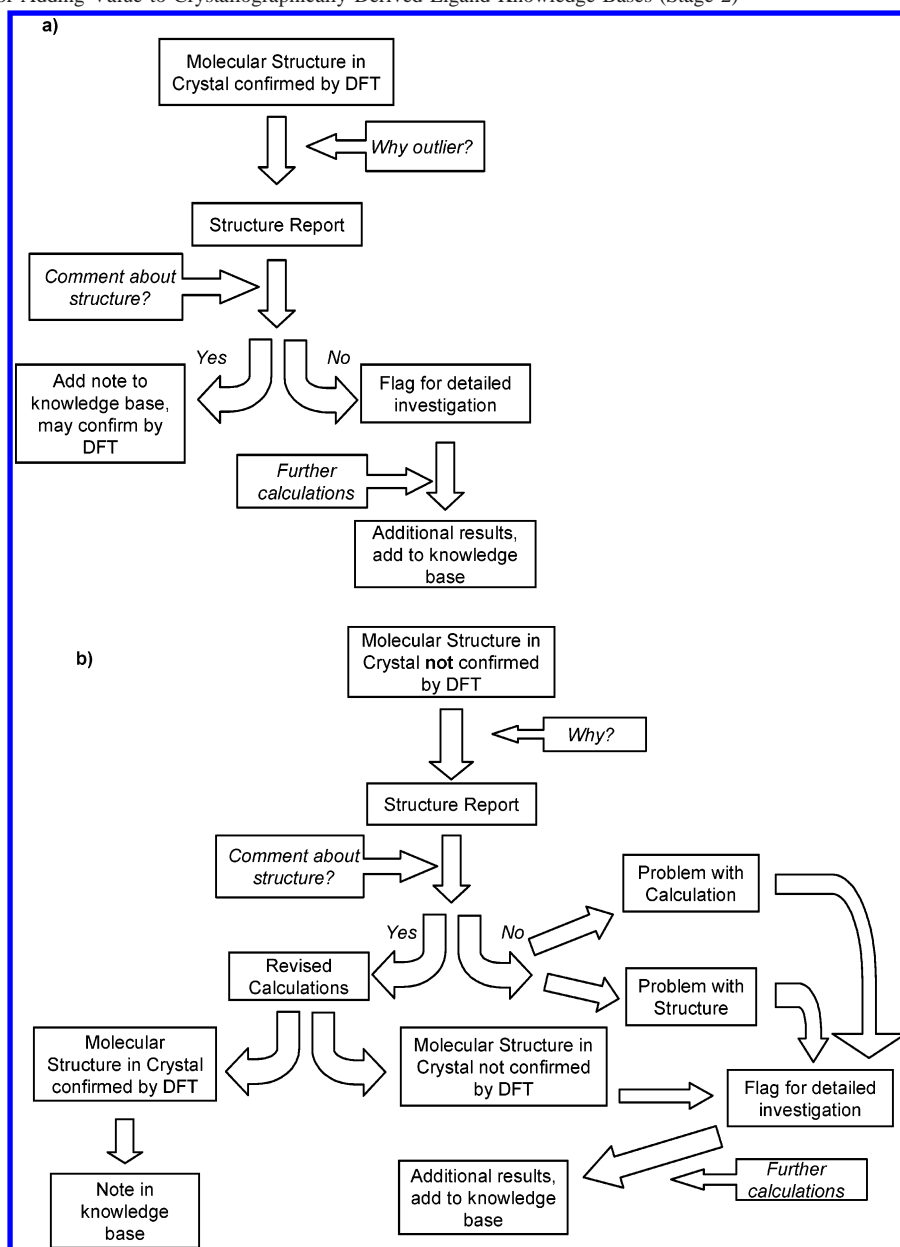 or Adding Value to Crystallographically Derived Ligand Knowledge Bases (Stage 2)
a)
Molecular Structure in
Crystal confirmed by DFT
Why outlier?
Structure Report
Comment about
structure?
Yes
No
Add note to
knowledge base,
may confirm by
DFT
Flag for detailed
investigation
Further
calculations
Additional results,
add to knowledge
base
b)
Molecular Structure in
Crystal not confirmed
by DFT
Why?
Structure Report
Comment about
structure?
Yes
No
Problem with
Calculation
Revised
Calculations
Problem with
Structure
Molecular
Structure in Crystal
confirmed by DFT
Molecular Structure in
Crystal not confirmed
by DFT
Flag for detailed
investigation
Note in
knowledge
base
Additional results,
add to knowledge
base
Further
calculations